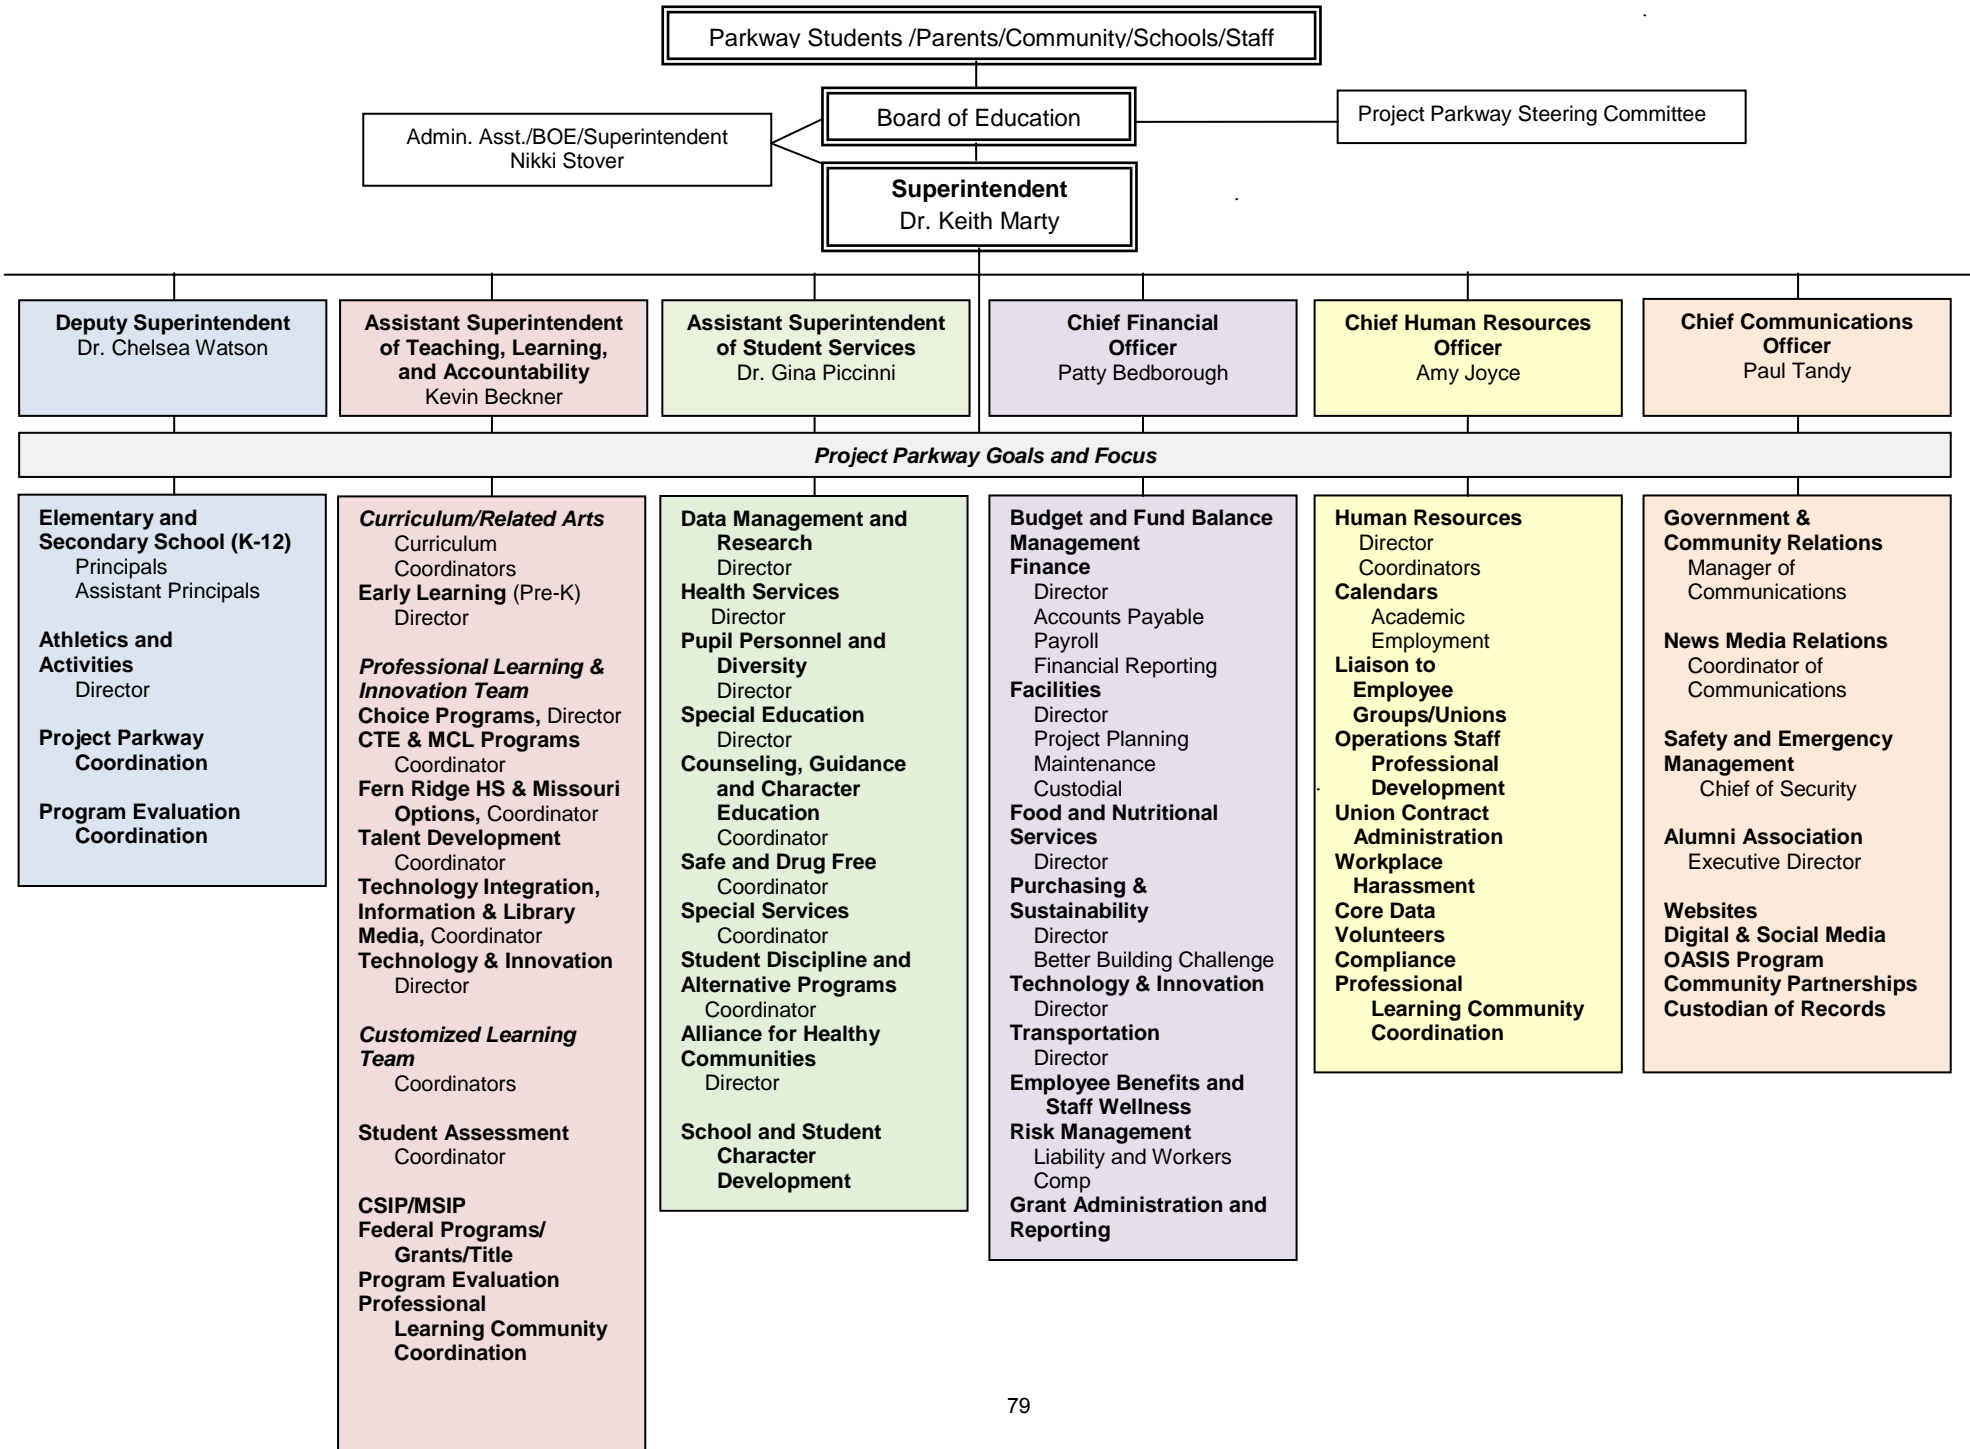 Parkway Students /Parents/Community/Schools/Staff
Board of Education
Project Parkway Steering Committee
Admin. Asst./BOE/Superintendent
Nikki Stover
Superintendent
Dr. Keith Marty
Deputy Superintendent
Dr. Chelsea Watson
Assistant Superintendent
of Teaching, Learning,
and Accountability
Kevin Beckner
Assistant Superintendent
of Student Services
Dr. Gina Piccinni
Chief Financial
Officer
Patty Bedborough
Chief Human Resources
Officer
Amy Joyce
Chief Communications
Officer
Paul Tandy
Project Parkway Goals and Focus
Elementary and
Secondary School (K-12)
Principals
Assistant Principals
Athletics and
Activities
Director
Project Parkway
Coordination
Program Evaluation
Coordination
Curriculum/Related Arts
Curriculum
Coordinators
Early Learning (Pre-K)
Director
Professional Learning &
Innovation Team
Choice Programs, Director
CTE & MCL Programs
Coordinator
Fern Ridge HS & Missouri
Options, Coordinator
Talent Development
Coordinator
Technology Integration,
Information & Library
Media, Coordinator
Technology & Innovation
Director
Customized Learning
Team
Coordinators
Student Assessment
Coordinator
CSIP/MSIP
Federal Programs/
Grants/Title
Program Evaluation
Professional
Learning Community
Coordination
Data Management and
Research
Director
Health Services
Director
Pupil Personnel and
Diversity
Director
Special Education
Director
Counseling, Guidance
and Character
Education
Coordinator
Safe and Drug Free
Coordinator
Special Services
Coordinator
Student Discipline and
Alternative Programs
Coordinator
Alliance for Healthy
Communities
Director
School and Student
Character
Development
Budget and Fund Balance
Management
Finance
Director
Accounts Payable
Payroll
Financial Reporting
Facilities
Director
Project Planning
Maintenance
Custodial
Food and Nutritional
Services
Director
Purchasing &
Sustainability
Director
Better Building Challenge
Technology & Innovation
Director
Transportation
Director
Employee Benefits and
Staff Wellness
Risk Management
Liability and Workers
Comp
Grant Administration and
Reporting
Human Resources
Director
Coordinators
Calendars
Academic
Employment
Liaison to
Employee
Groups/Unions
Operations Staff
Professional
Development
Union Contract
Administration
Workplace
Harassment
Core Data
Volunteers
Compliance
Professional
Learning Community
Coordination
Government &
Community Relations
Manager of
Communications
News Media Relations
Coordinator of
Communications
Safety and Emergency
Management
Chief of Security
Alumni Association
Executive Director
Websites
Digital & Social Media
OASIS Program
Community Partnerships
Custodian of Records
79